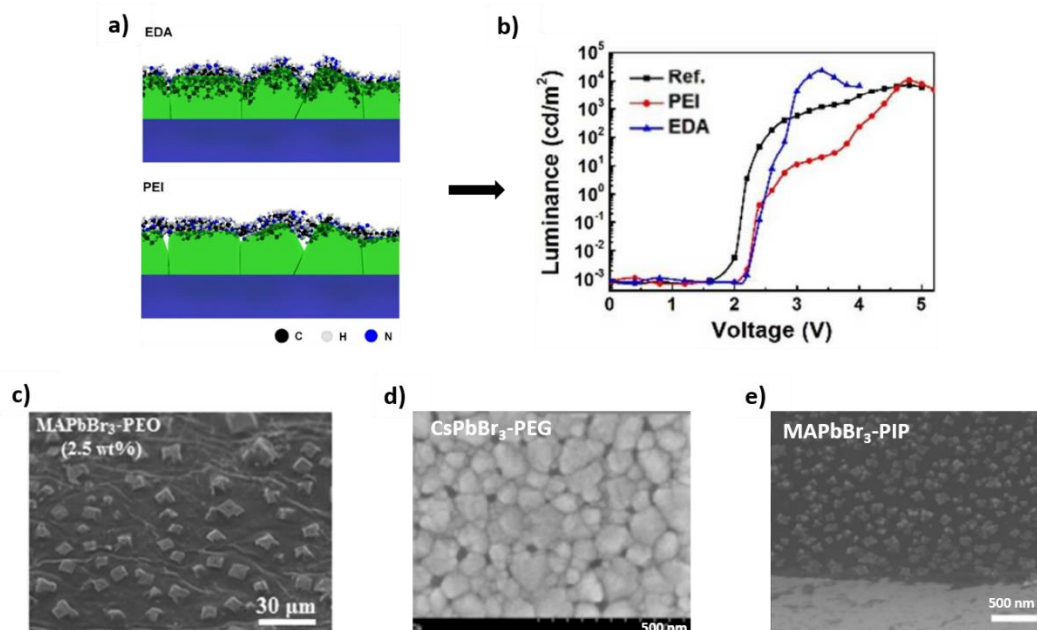 a)
EDA
PEI
C H N
b)
Luminance (cd/m²)
10⁵
10⁴
10³
10²
10¹
10⁰
10⁻¹
10⁻²
10⁻³
Ref.
PEI
EDA
0 1 2 3 4 5
Voltage (V)
c)
MAPbBr₃-PEO
(2.5 wt%)
30 µm
d)
CsPbBr₃-PEG
500 nm
e)
MAPbBr₃-PIP
500 nm